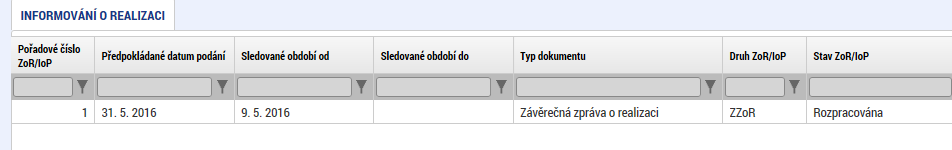 INFORMOVÁNÍ O REALIZACI
Pořadové číslo ZoR/IoP Předpokládané datum podání Sledované období od Sledované období do Typ dokumentu Druh ZoR/IoP Stav ZoR/IoP
1 31. 5. 2016 9. 5. 2016 Závěrečná zpráva o realizaci ZZoR Rozpracována